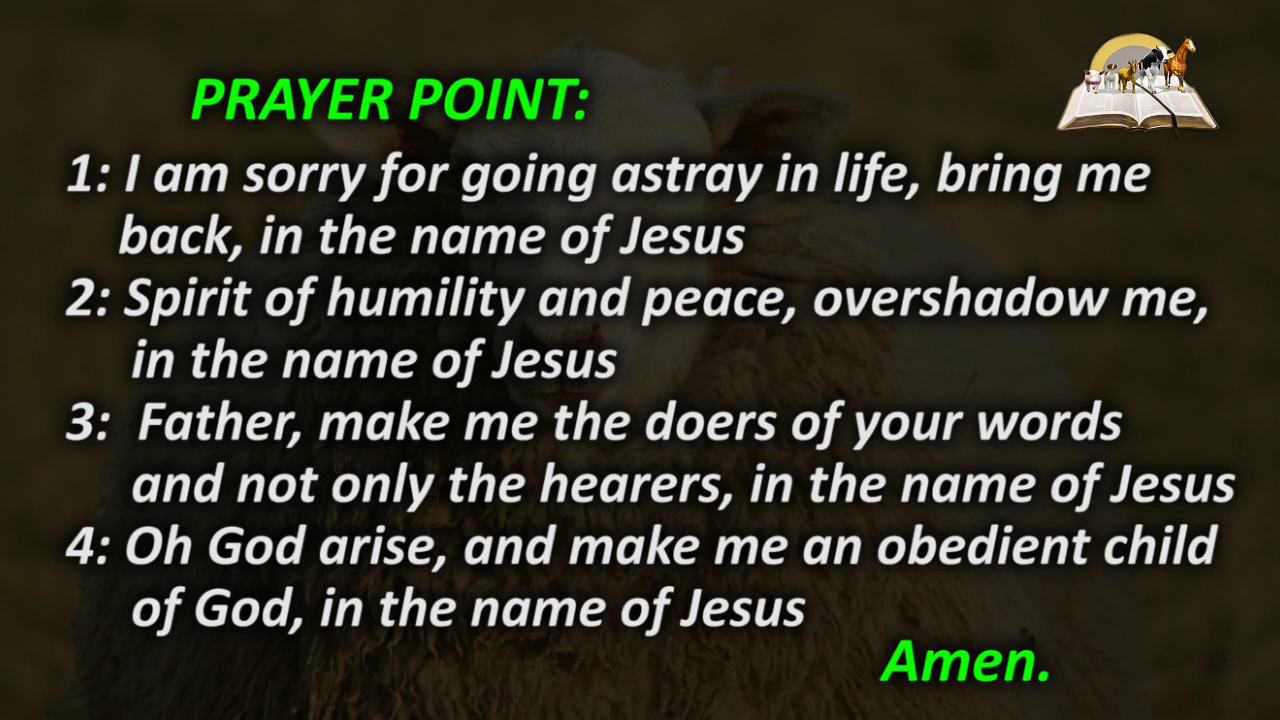 PRAYER POINT:
1: I am sorry for going astray in life, bring me
back, in the name of Jesus
2: Spirit of humility and peace, overshadow me,
in the name of Jesus
3: Father, make me the doers of your words
and not only the hearers, in the name of Jesus
4: Oh God arise, and make me an obedient child
of God, in the name of Jesus
Amen.